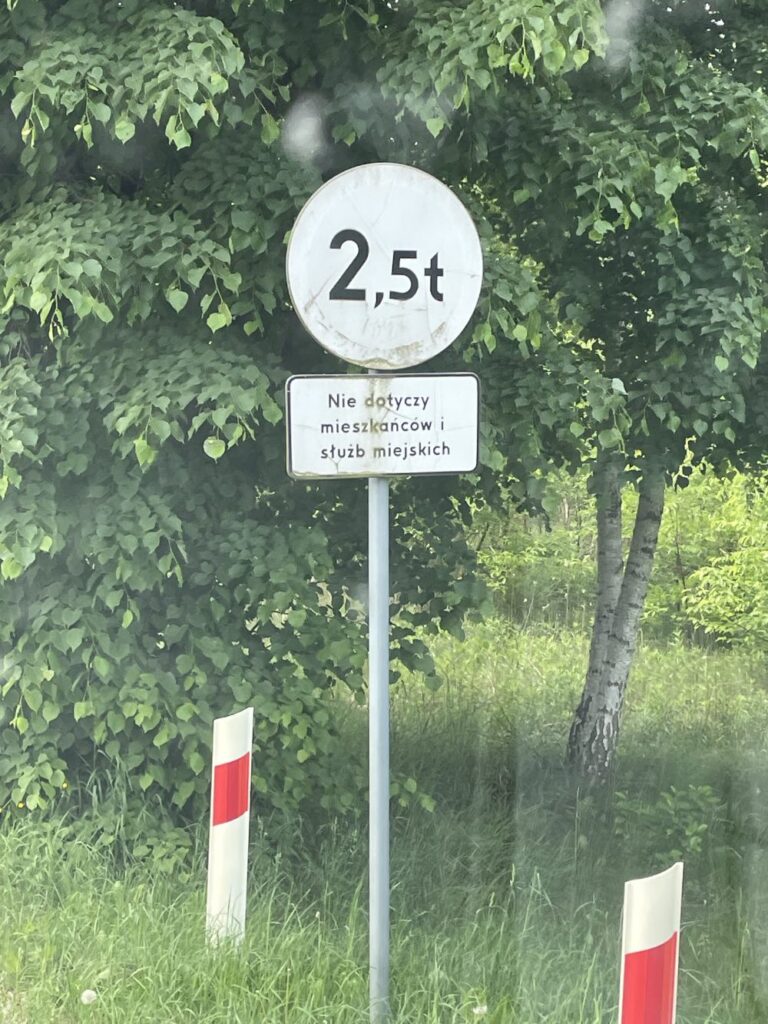 2,5t
Nie dotyczy
mieszkańców i
służb miejskich